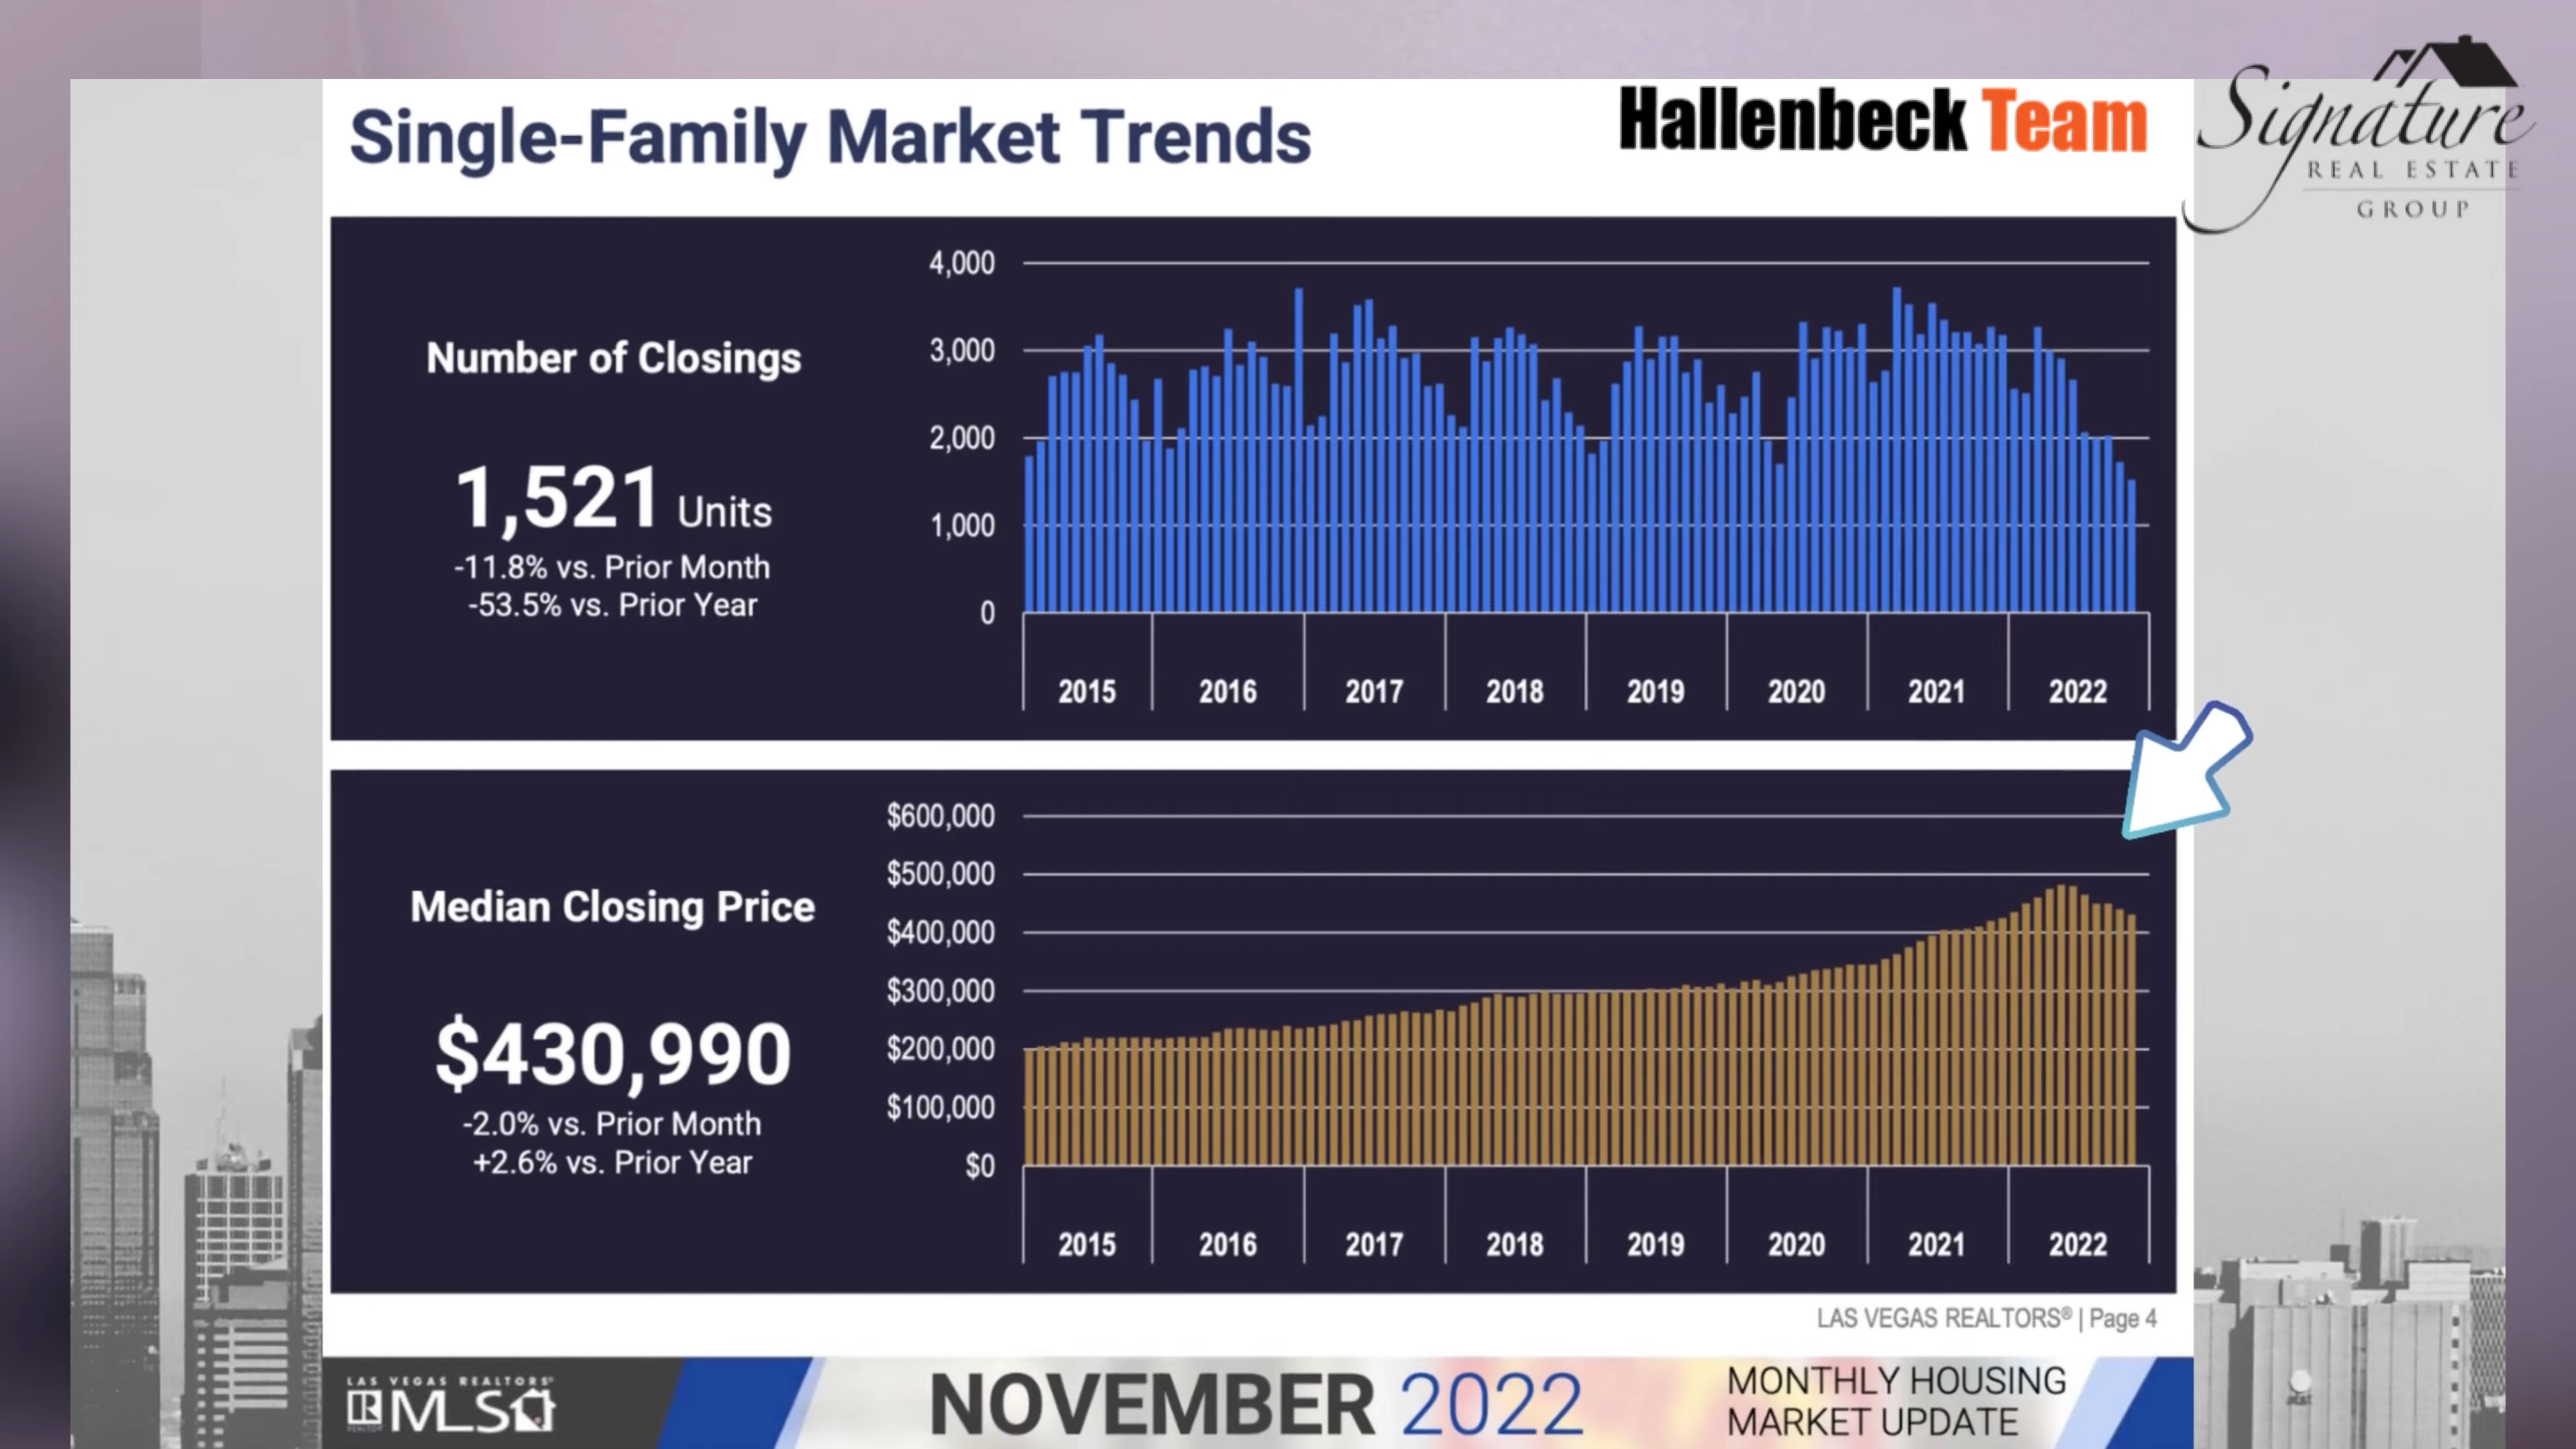 Single-Family Market Trends
Hallenbeck Team
Signature
REAL ESTATE
GROUP
Number of Closings
1,521 Units
-11.8% vs. Prior Month
-53.5% vs. Prior Year
4,000
3,000
2,000
1,000
0
2015 2016 2017 2018 2019 2020 2021 2022
Median Closing Price
$430,990
-2.0% vs. Prior Month
+2.6% vs. Prior Year
$600,000
$500,000
$400,000
$300,000
$200,000
$100,000
$0
2015 2016 2017 2018 2019 2020 2021 2022
LAS VEGAS REALTORS® | Page 4
LAS VEGAS REALTORS®
MLS
NOVEMBER 2022
MONTHLY HOUSING
MARKET UPDATE